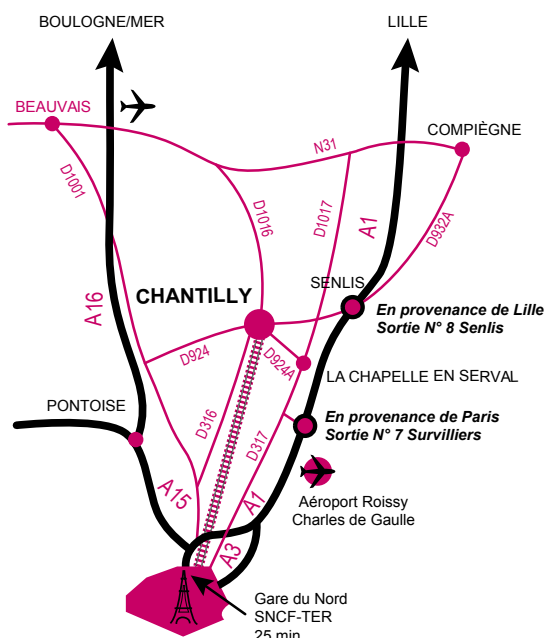 BOULOGNE/MER
LILLE
BEAUVAIS
COMPIÈGNE
N31
D1001
D1016
D1017
A1
D932A
SENLIS
CHANTILLY
A16
En provenance de Lille
Sortie N° 8 Senlis
D924
D924A
LA CHAPELLE EN SERVAL
PONTOISE
D316
En provenance de Paris
Sortie N° 7 Survilliers
D317
A15
A1
Aéroport Roissy
Charles de Gaulle
A3
Gare du Nord
SNCF-TER
25 min